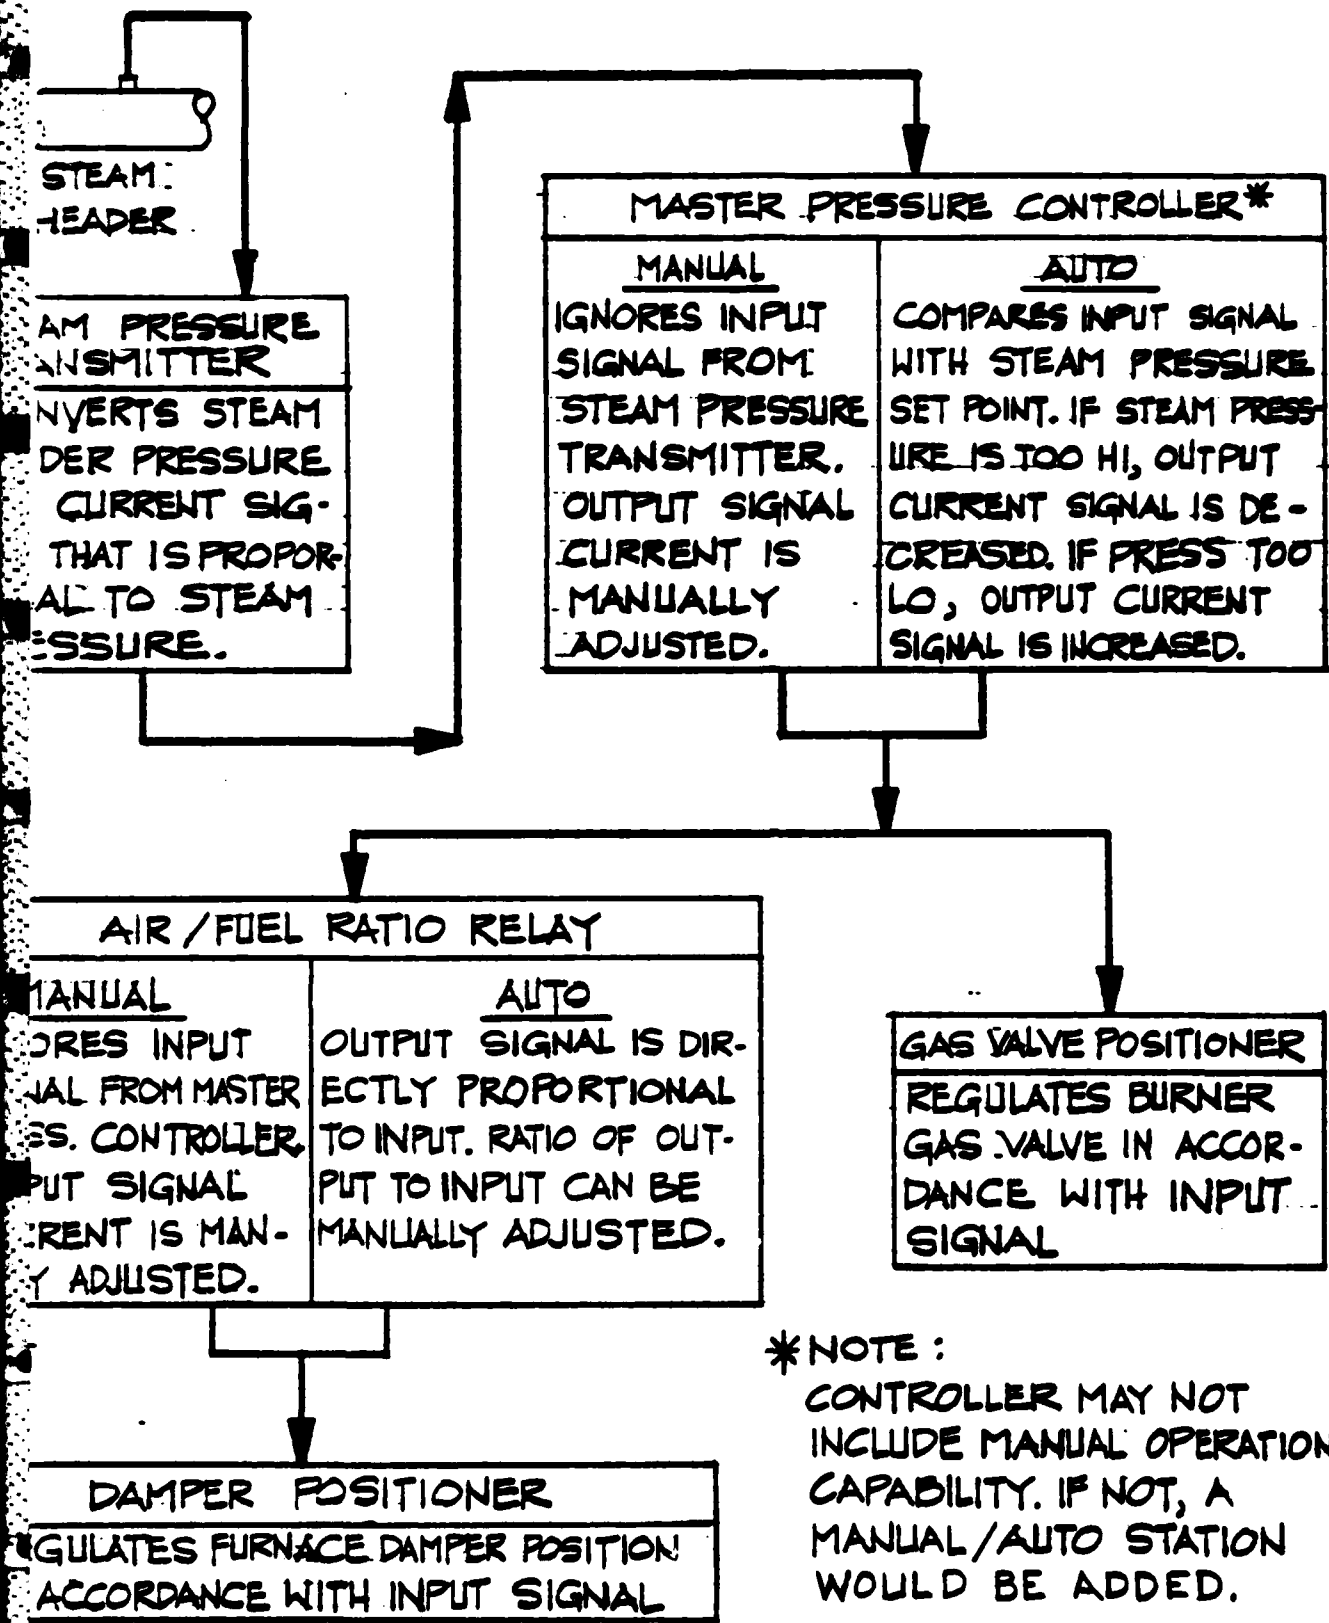 STEAM
HEADER
AM PRESSURE
ANSMITTER
NVERTS STEAM
DER PRESSURE
CURRENT SIG-
THAT IS PROPOR-
AL TO STEAM
ESSURE.
MASTER PRESSURE CONTROLLER*
MANUAL
IGNORES INPUT
SIGNAL FROM
STEAM PRESSURE
TRANSMITTER.
OUTPUT SIGNAL
CURRENT IS
MANUALLY
ADJUSTED.
AUTO
COMPARES INPUT SIGNAL
WITH STEAM PRESSURE
SET POINT. IF STEAM PRESS-
URE IS TOO HI, OUTPUT
CURRENT SIGNAL IS DE-
CREASED. IF PRESS TOO
LO, OUTPUT CURRENT
SIGNAL IS INCREASED.
AIR/FUEL RATIO RELAY
MANUAL
ORES INPUT
NAL FROM MASTER
SS. CONTROLLER.
PUT SIGNAL
RRENT IS MAN-
Y ADJUSTED.
AUTO
OUTPUT SIGNAL IS DIR-
ECTLY PROPORTIONAL
TO INPUT. RATIO OF OUT-
PUT TO INPUT CAN BE
MANUALLY ADJUSTED.
GAS VALVE POSITIONER
REGULATES BURNER
GAS VALVE IN ACCOR-
DANCE WITH INPUT
SIGNAL
DAMPER POSITIONER
GULATES FURNACE DAMPER POSITION
ACCORDANCE WITH INPUT SIGNAL
* NOTE:
CONTROLLER MAY NOT
INCLUDE MANUAL OPERATION
CAPABILITY. IF NOT, A
MANUAL/AUTO STATION
WOULD BE ADDED.